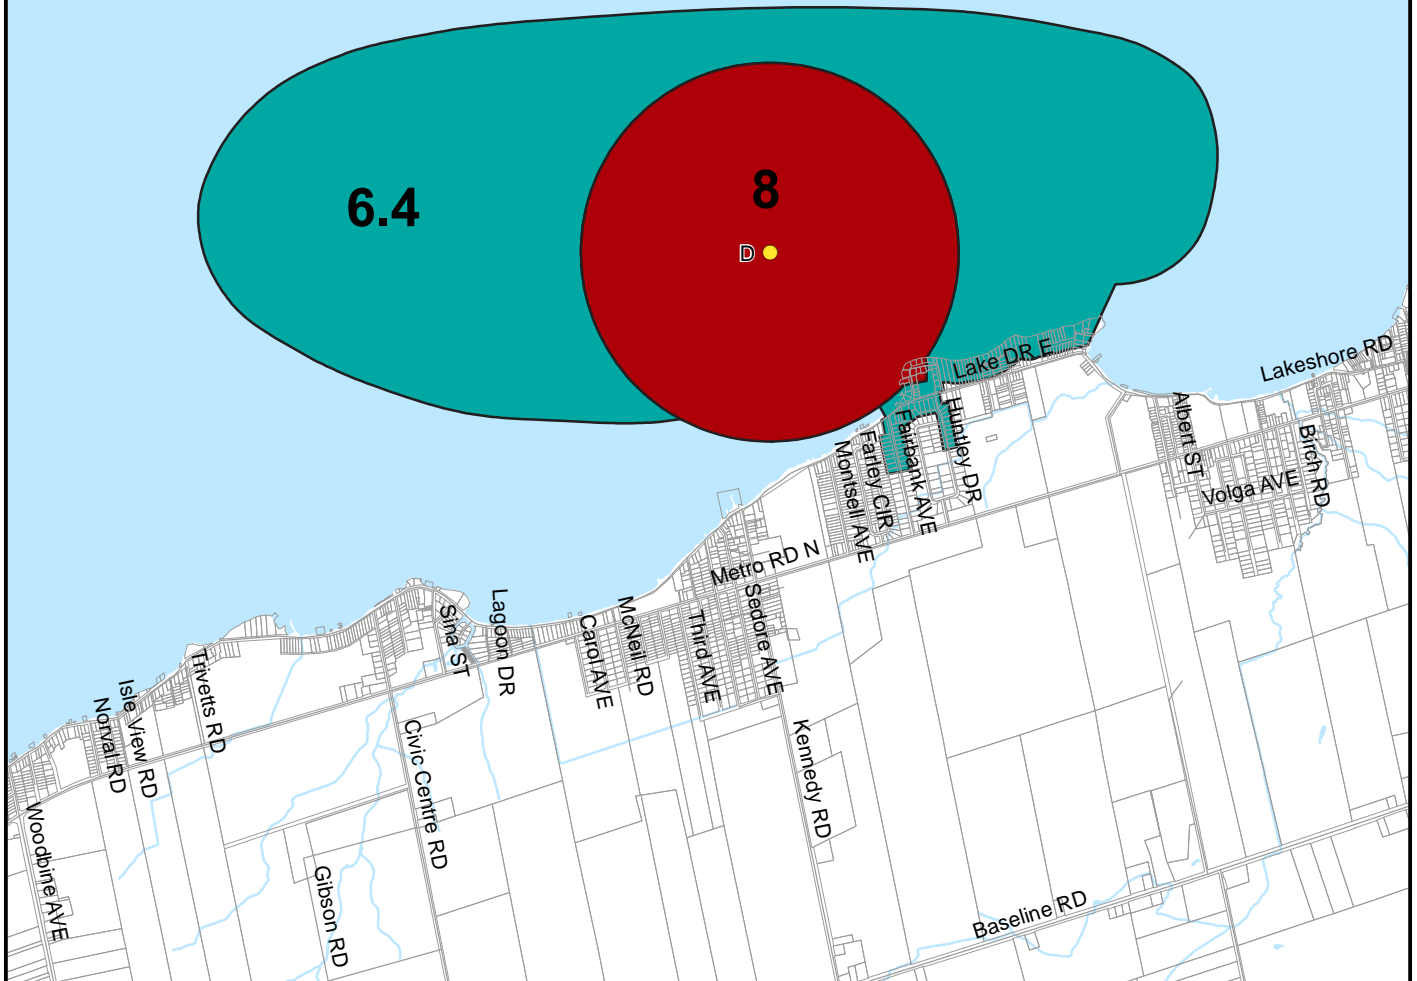 8
6.4
D
Lake DR E
Lakeshore RD
Huntley DR
Fairbank AVE
Farley CIR
Montsell AVE
Albert ST
Birch RD
Volga AVE
Metro RD N
Sedore AVE
Third AVE
McNeil RD
Carol AVE
Lagoon DR
Sina ST
Trivetts RD
Isle View RD
Norval RD
Civic Centre RD
Kennedy RD
Woodbine AVE
Gibson RD
Baseline RD